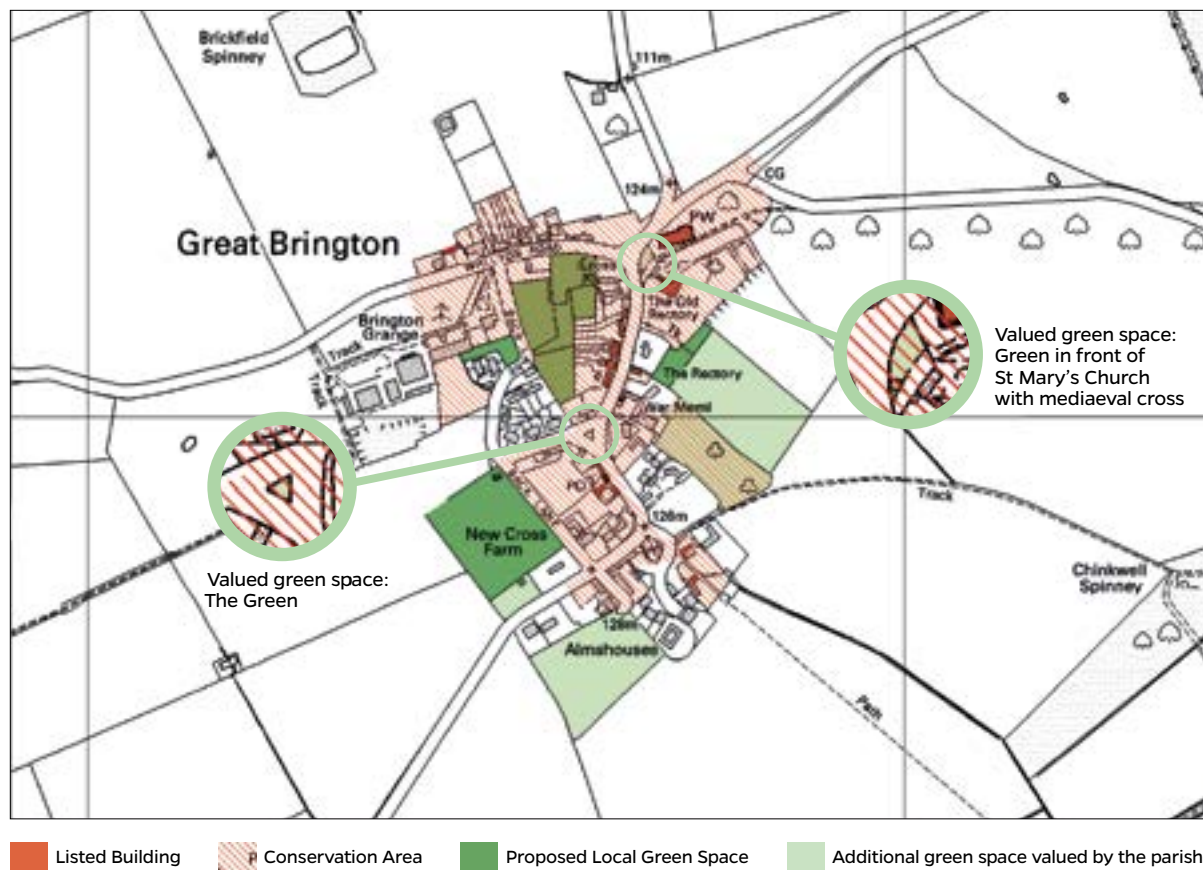 Brickfield
Spinney
111m
124m
CG
PW
Great Brington
Cross
The Old
Rectory
Brington
Grange
Track
Track
The Rectory
War Meml
Valued green space:
Green in front of
St Mary’s Church
with mediaeval cross
PO
126m
Track
New Cross
Farm
Valued green space:
The Green
Chinkwell
Spinney
128m
Almshouses
Path
Listed Building
Conservation Area
Proposed Local Green Space
Additional green space valued by the parish